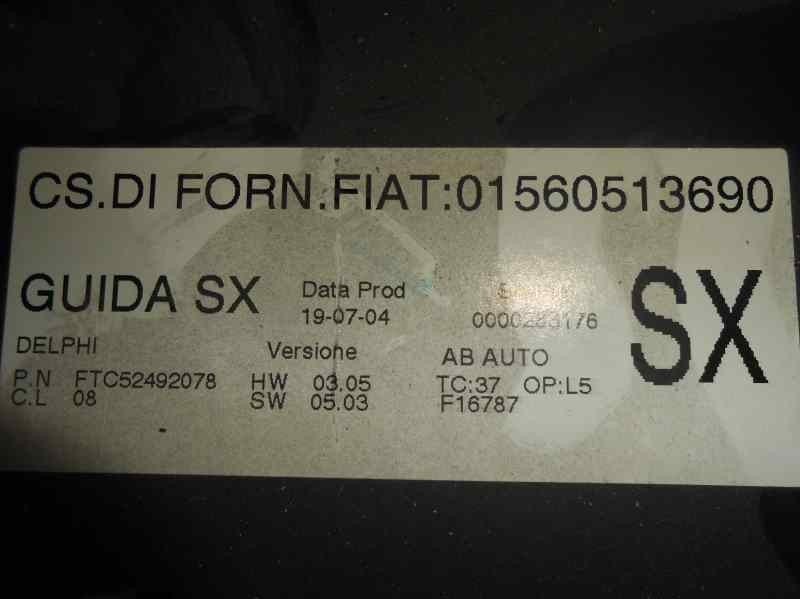 CS.DI FORN.FIAT:01560513690
GUIDA SX
Data Prod
19-07-04
SX
DELPHI
Versione
AB AUTO
P.N FTC52492078
HW 03.05
TC:37 OP:L5
C.L 08
SW 05.03
F16787